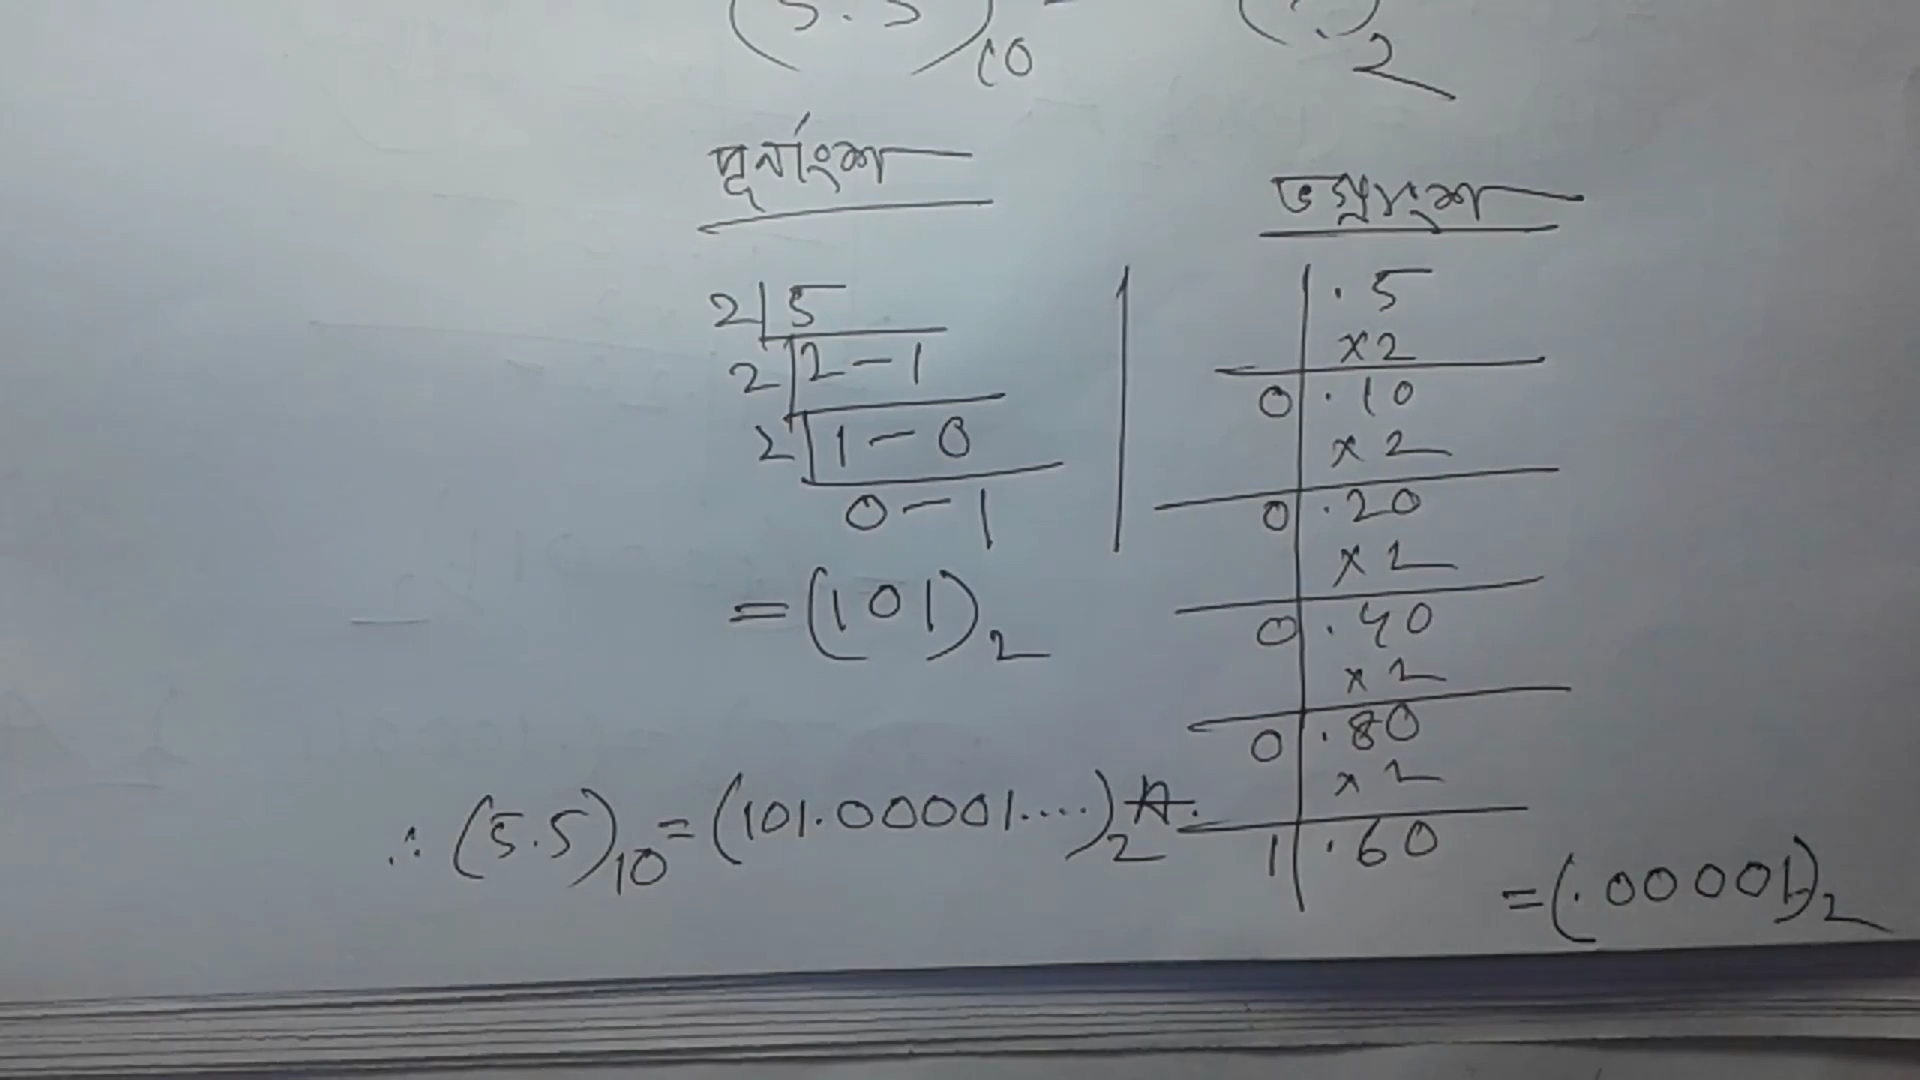 (5.5)10 = (?)2
পূর্নাংশ
2|5
2|2-1
2|1-0
0-1
=(101)2
ভগ্নাংশ
.5
x2
0|.10
x2
0|.20
x2
0|.40
x2
0|.80
x2
1|.60
=(.00001)2
∴ (5.5)10=(101.00001....)2